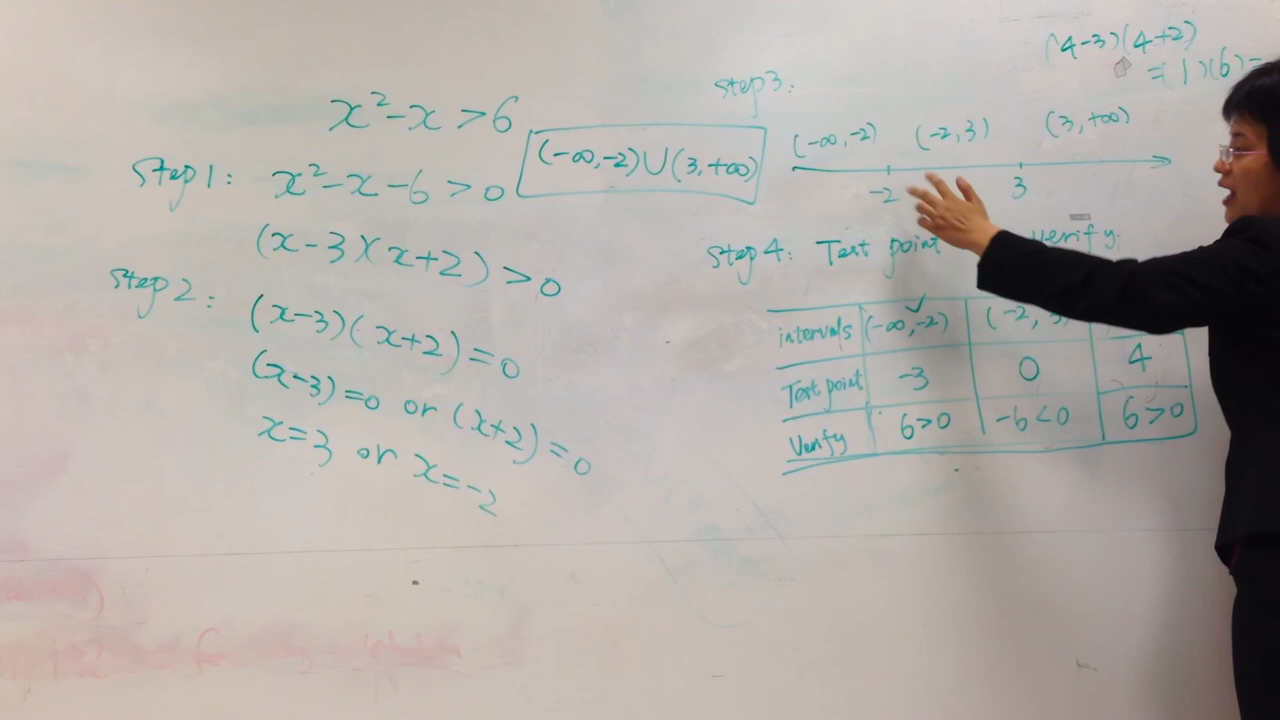 x²-x>6
Step 1: x²-x-6>0
(x-3)(x+2)>0
Step 2: (x-3)(x+2)=0
(x-3)=0 or (x+2)=0
x=3 or x=-2
(-∞,-2)∪(3,+∞)
(4-3)(4+2)
=(1)(6)=
Step 3:
(-∞,-2) (-2,3) (3,+∞)
-2 3
Step 4: Test point verify.
intervals (-∞,-2) ✓ (-2, 3
Test point -3 0 4
Verify 6>0 -6<0 6>0